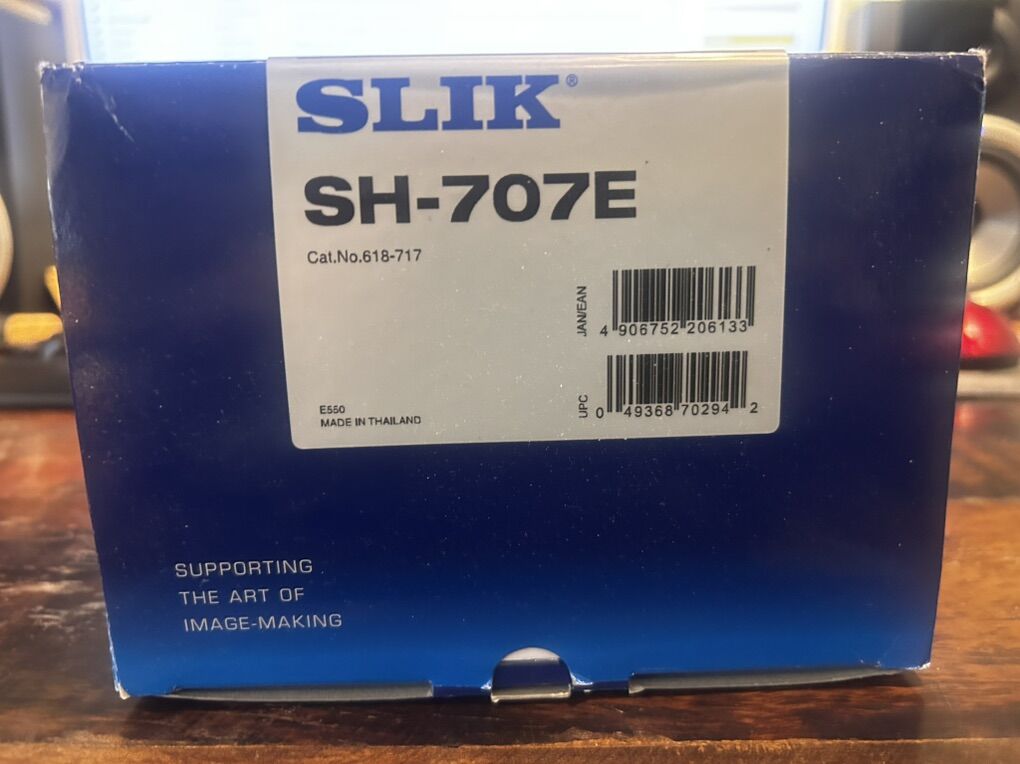 SLIK®
SH-707E
Cat.No.618-717
JAN/EAN
4 906752 206133
UPC
0 49368 70294 2
E550
MADE IN THAILAND
SUPPORTING
THE ART OF
IMAGE-MAKING